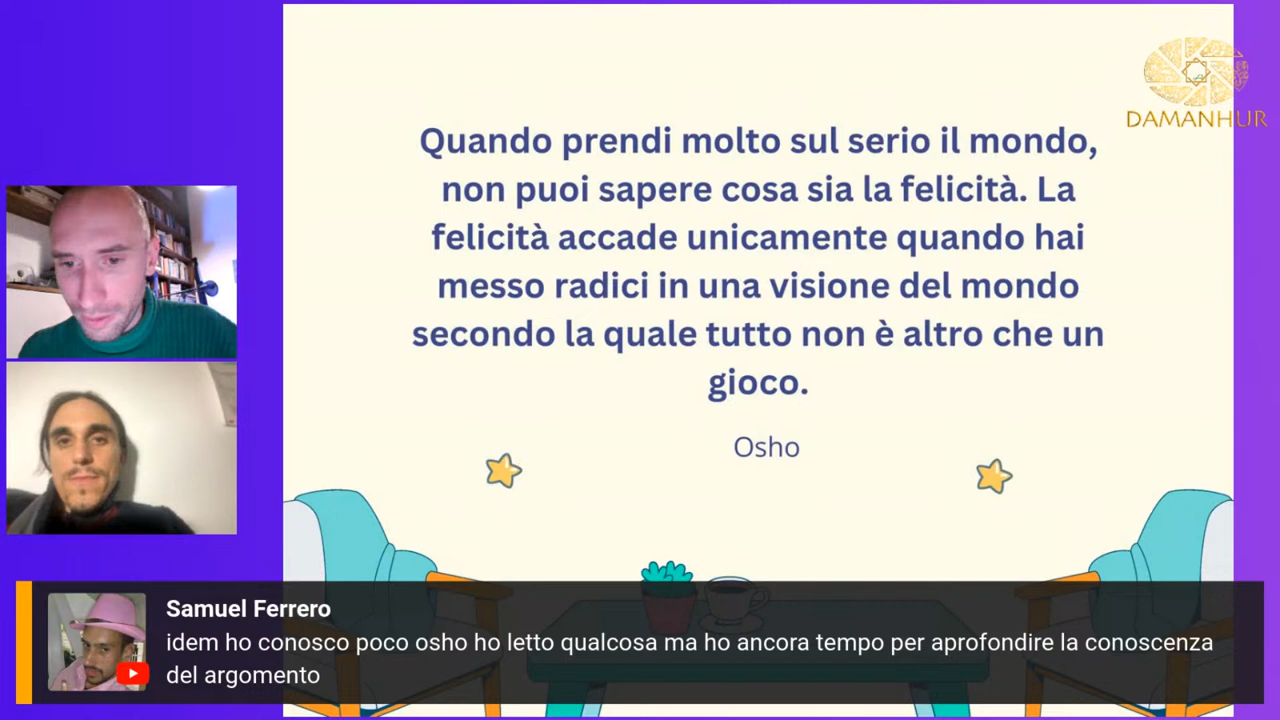 DAMANHUR
Quando prendi molto sul serio il mondo,
non puoi sapere cosa sia la felicità. La
felicità accade unicamente quando hai
messo radici in una visione del mondo
secondo la quale tutto non è altro che un
gioco.
Osho
Samuel Ferrero
idem ho conosco poco osho ho letto qualcosa ma ho ancora tempo per aprofondire la conoscenza
del argomento